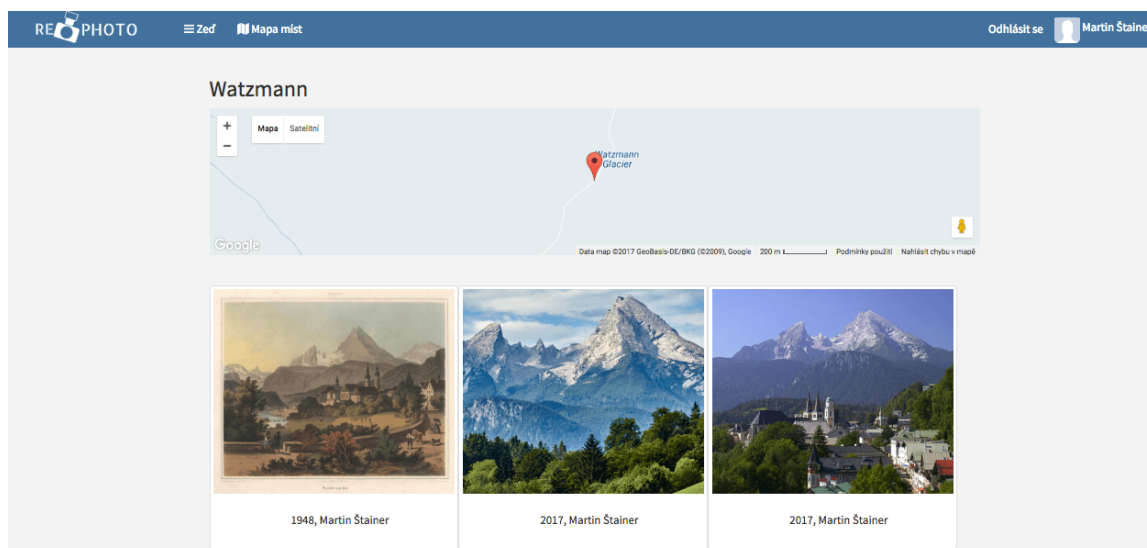 RE PHOTO
Zeď
Mapa míst
Odhlásit se
Martin Štaine
Watzmann
+
−
Mapa Satelitní
Watzmann
Glacier
Google
Data map ©2017 GeoBasis-DE/BKG (©2009), Google 200 m Podmínky použití Nahlásit chybu v mapě
1948, Martin Štainer
2017, Martin Štainer
2017, Martin Štainer